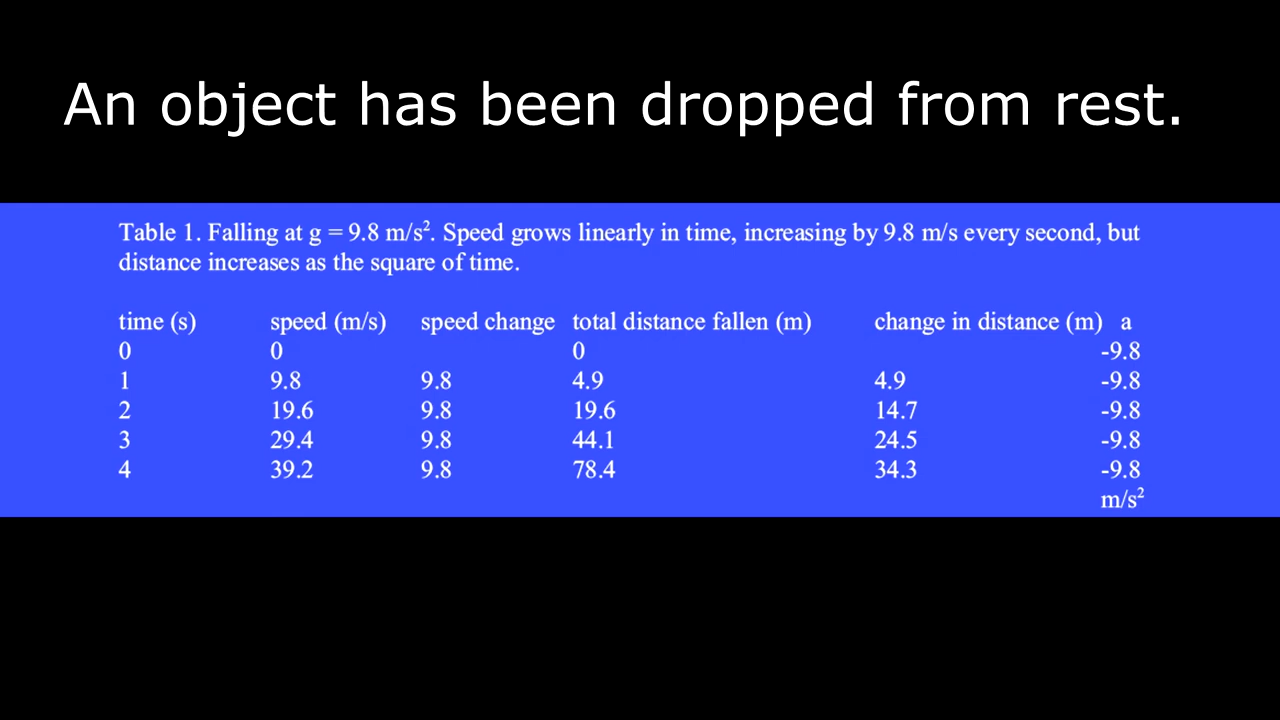 An object has been dropped from rest.
Table 1. Falling at g = 9.8 m/s². Speed grows linearly in time, increasing by 9.8 m/s every second, but
distance increases as the square of time.
time (s) speed (m/s) speed change total distance fallen (m) change in distance (m) a
0 0 0 -9.8
1 9.8 9.8 4.9 4.9 -9.8
2 19.6 9.8 19.6 14.7 -9.8
3 29.4 9.8 44.1 24.5 -9.8
4 39.2 9.8 78.4 34.3 -9.8
m/s²